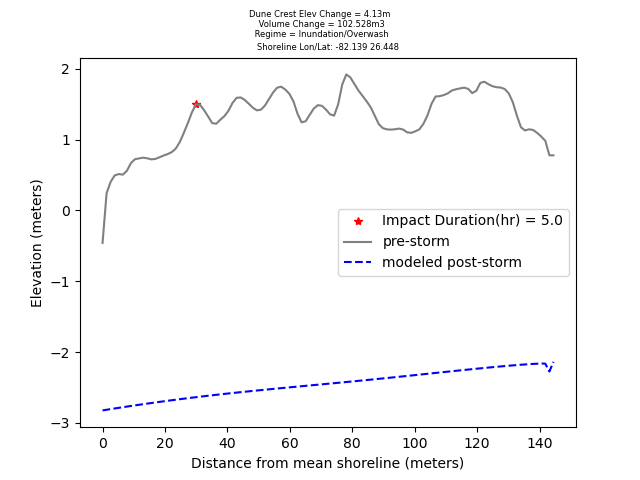 Dune Crest Elev Change = 4.13m
Volume Change = 102.528m3
Regime = Inundation/Overwash
Shoreline Lon/Lat: -82.139 26.448
2
1
0
−1
−2
−3
Elevation (meters)
Impact Duration(hr) = 5.0
pre-storm
modeled post-storm
0 20 40 60 80 100 120 140
Distance from mean shoreline (meters)